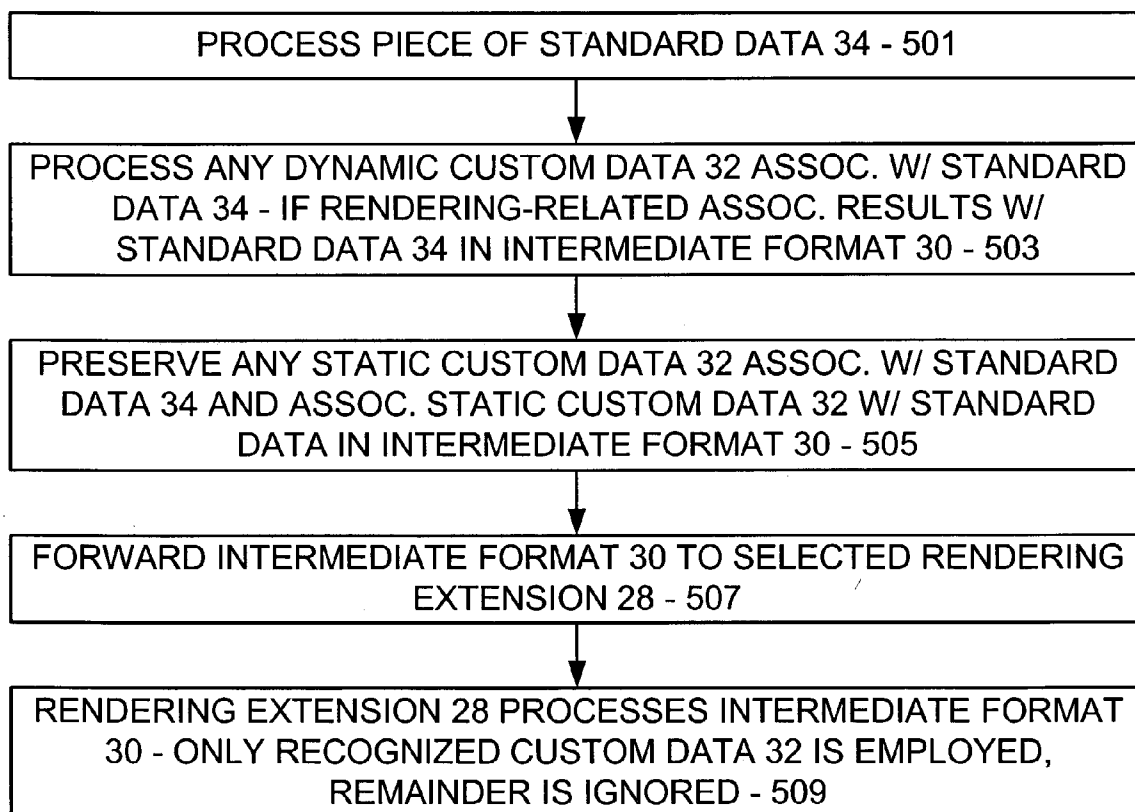 PROCESS PIECE OF STANDARD DATA 34 - 501
PROCESS ANY DYNAMIC CUSTOM DATA 32 ASSOC. W/ STANDARD
DATA 34 - IF RENDERING-RELATED ASSOC. RESULTS W/
STANDARD DATA 34 IN INTERMEDIATE FORMAT 30 - 503
PRESERVE ANY STATIC CUSTOM DATA 32 ASSOC. W/ STANDARD
DATA 34 AND ASSOC. STATIC CUSTOM DATA 32 W/ STANDARD
DATA IN INTERMEDIATE FORMAT 30 - 505
FORWARD INTERMEDIATE FORMAT 30 TO SELECTED RENDERING
EXTENSION 28 - 507
RENDERING EXTENSION 28 PROCESSES INTERMEDIATE FORMAT
30 - ONLY RECOGNIZED CUSTOM DATA 32 IS EMPLOYED,
REMAINDER IS IGNORED - 509